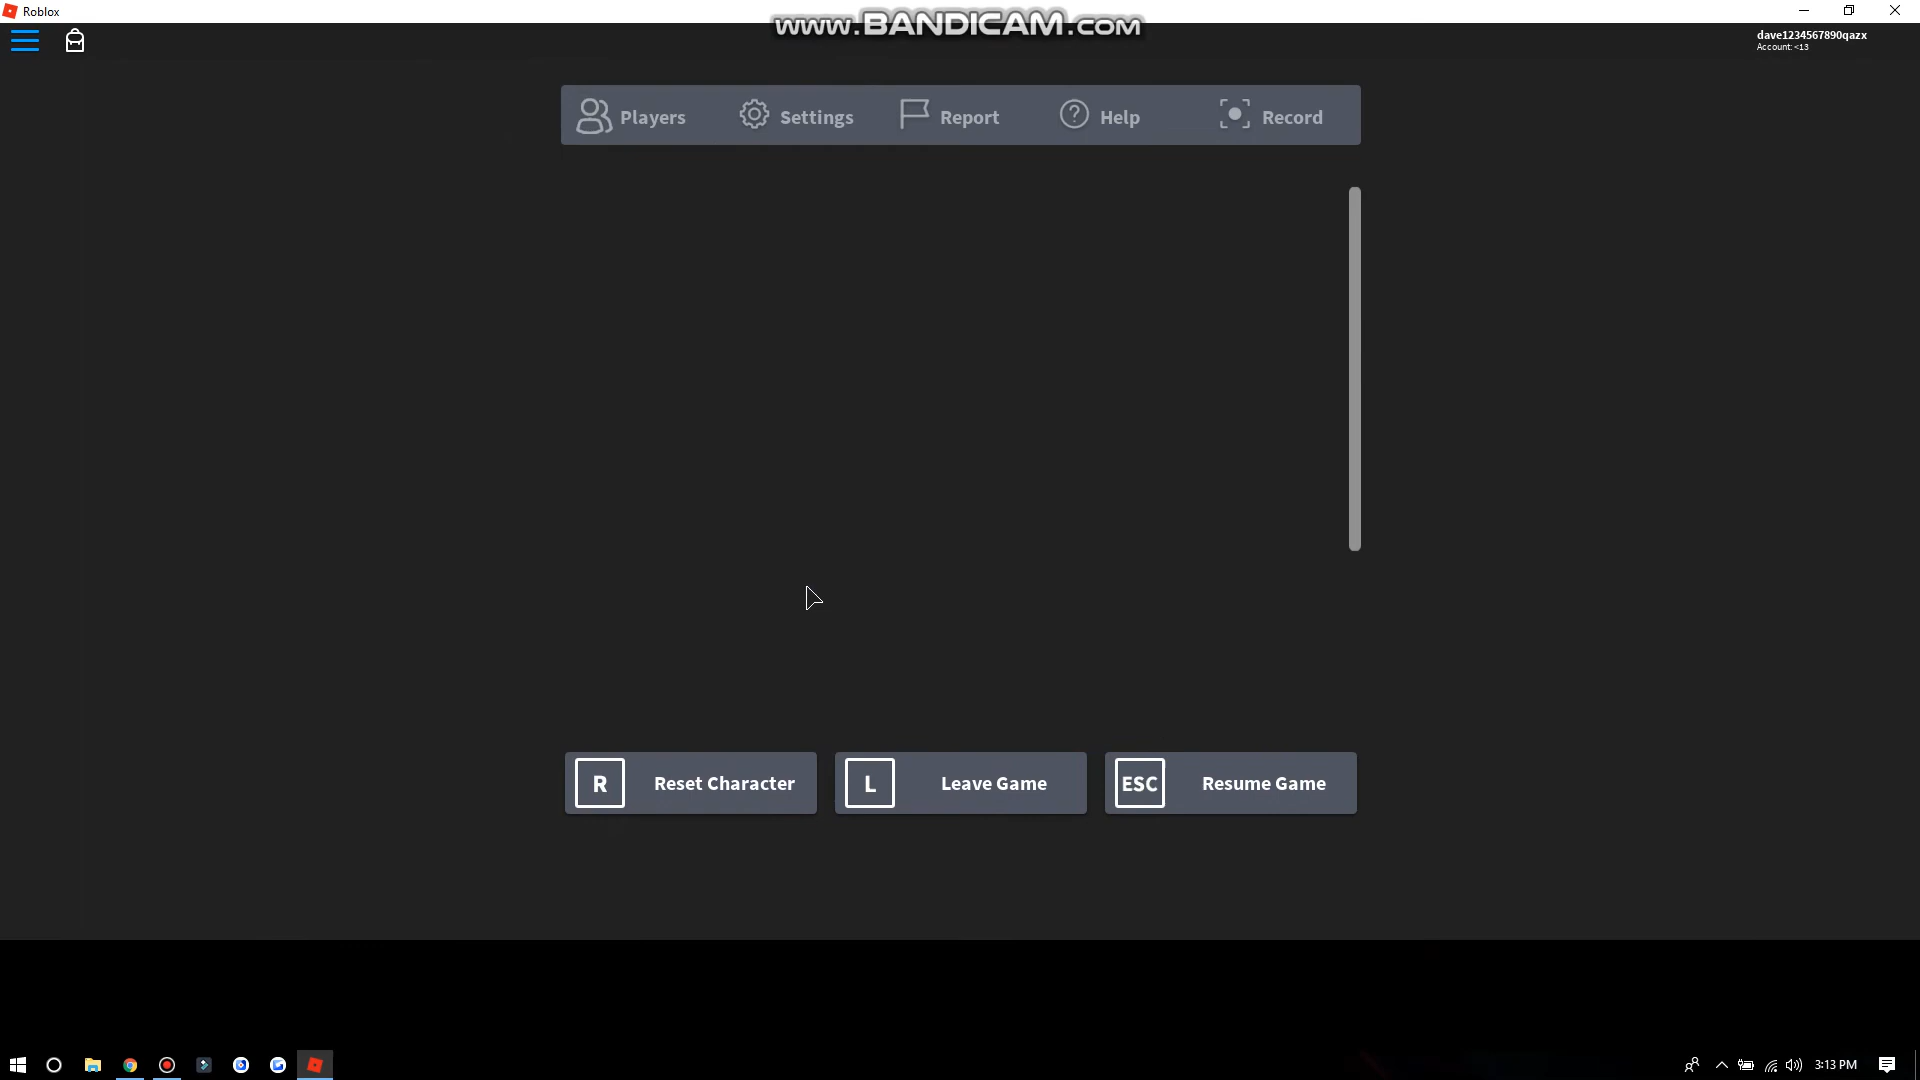 Roblox
www.BANDICAM.com
dave1234567890qazx
Account: <13
Players Settings Report Help Record
R Reset Character L Leave Game ESC Resume Game
3:13 PM